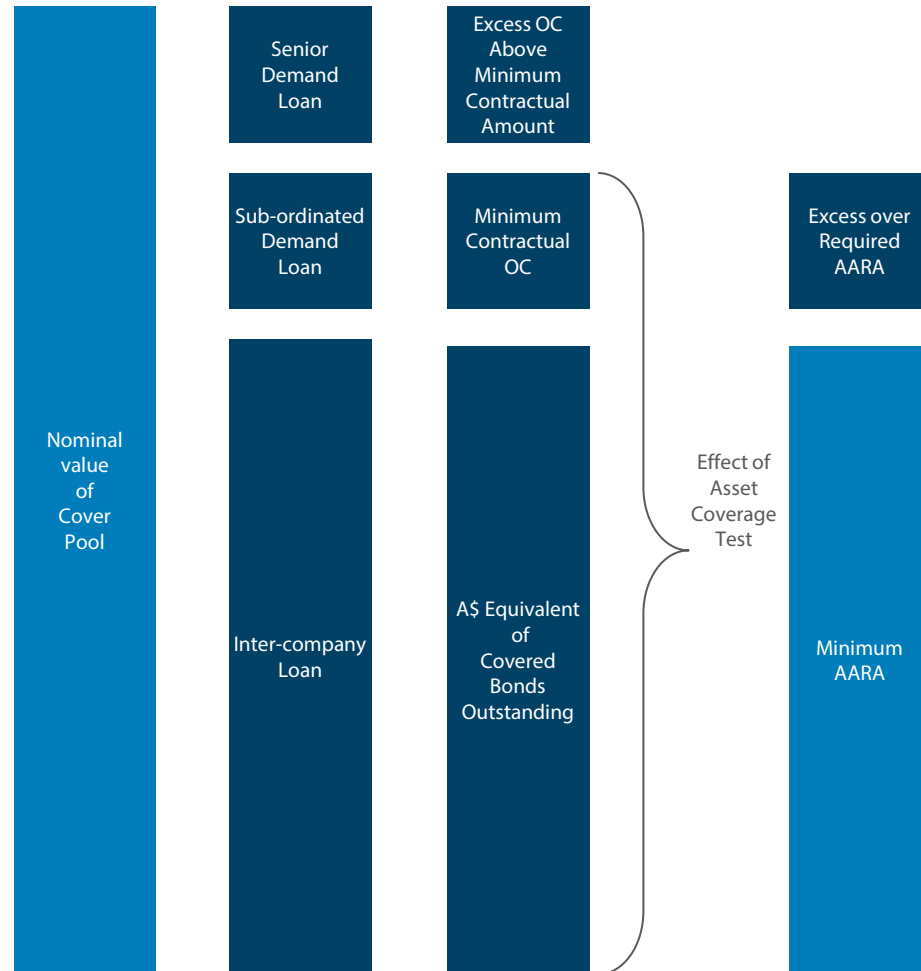 Senior
Demand
Loan
Excess OC
Above
Minimum
Contractual
Amount
Sub-ordinated
Demand
Loan
Minimum
Contractual
OC
Excess over
Required
AARA
Nominal
value
of
Cover
Pool
Inter-company
Loan
A$ Equivalent
of
Covered
Bonds
Outstanding
Effect of
Asset
Coverage
Test
Minimum
AARA